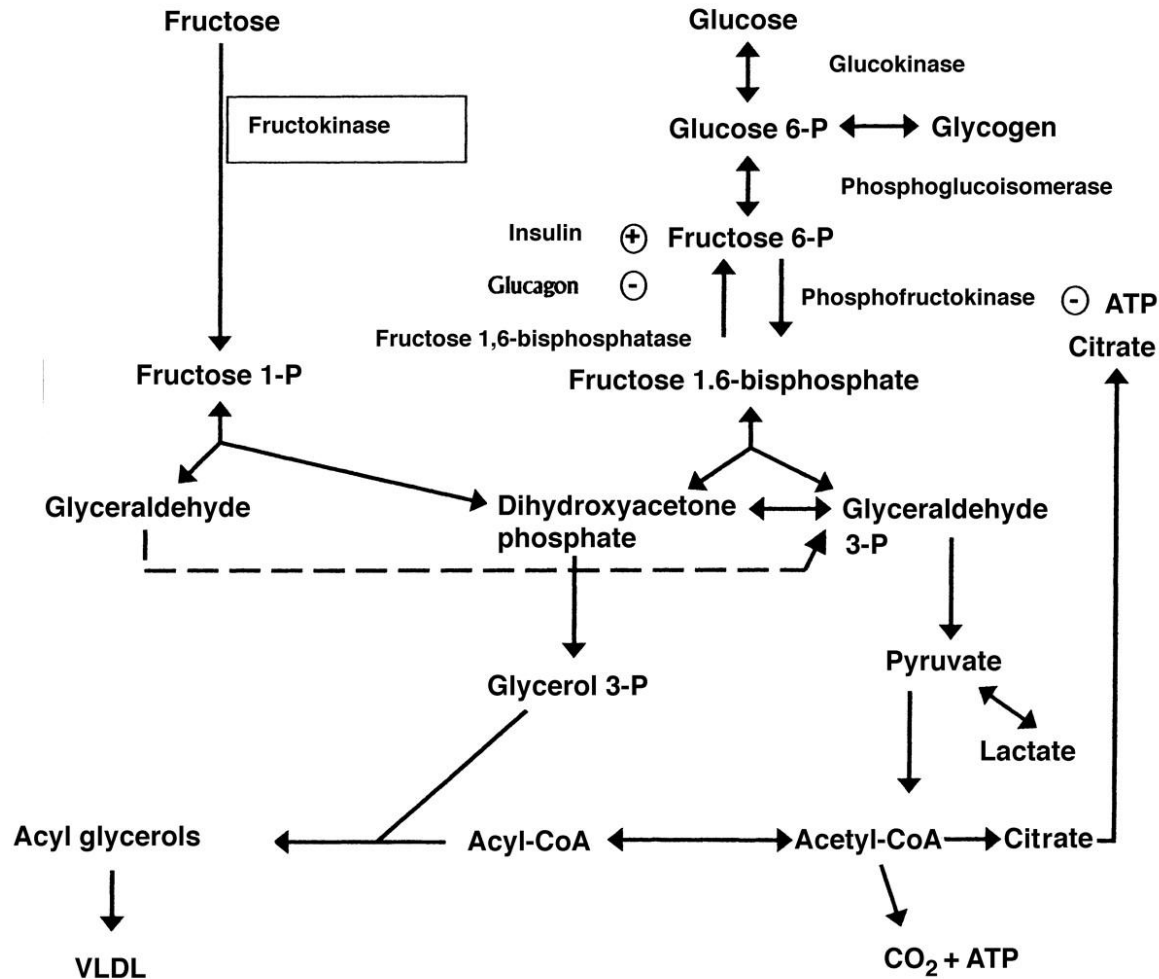 Fructose
Glucose
Glucokinase
Fructokinase
Glucose 6-P
Glycogen
Phosphoglucoisomerase
Insulin + Fructose 6-P
Glucagon -
Phosphofructokinase - ATP
Citrate
Fructose 1,6-bisphosphatase
Fructose 1-P
Fructose 1.6-bisphosphate
Glyceraldehyde
Dihydroxyacetone
phosphate
Glyceraldehyde
3-P
Pyruvate
Glycerol 3-P
Lactate
Acyl glycerols
Acyl-CoA
Acetyl-CoA
Citrate
VLDL
CO₂ + ATP